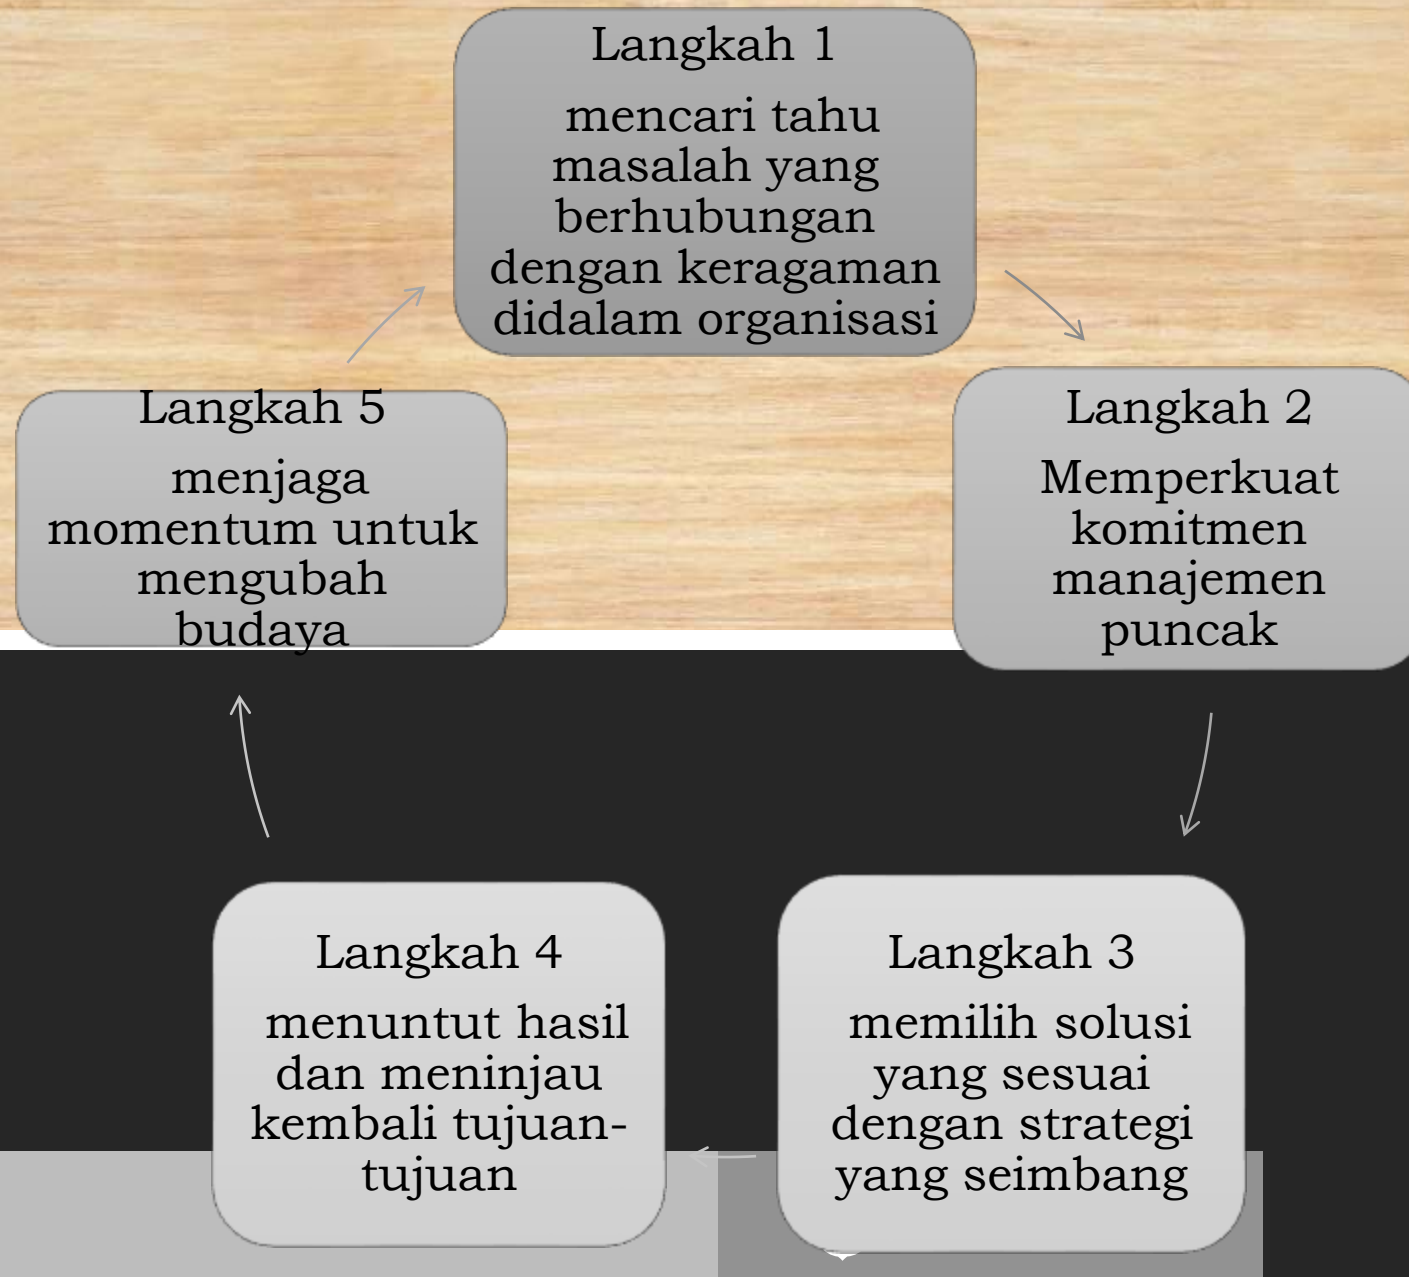 Langkah 1
mencari tahu
masalah yang
berhubungan
dengan keragaman
didalam organisasi
Langkah 2
Memperkuat
komitmen
manajemen
puncak
Langkah 3
memilih solusi
yang sesuai
dengan strategi
yang seimbang
Langkah 4
menuntut hasil
dan meninjau
kembali tujuan-
tujuan
Langkah 5
menjaga
momentum untuk
mengubah
budaya